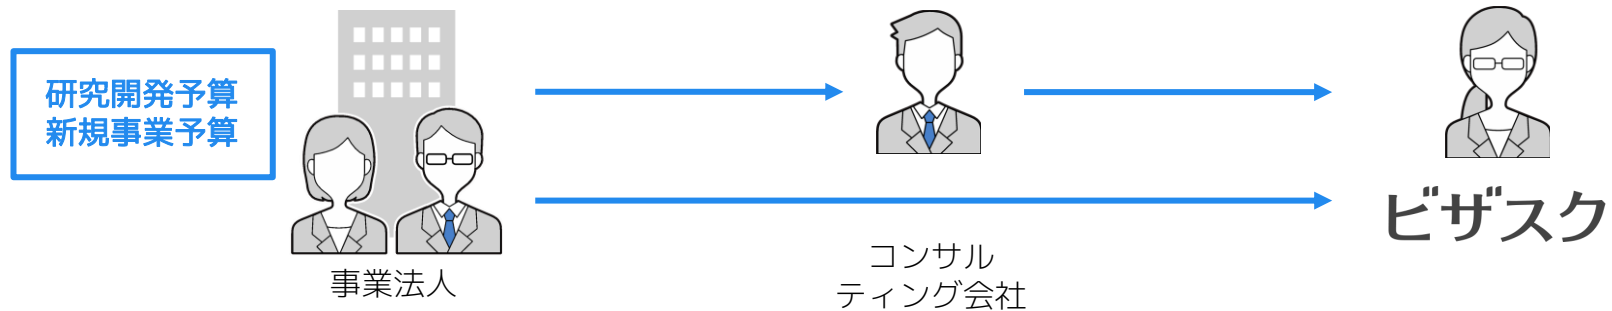 研究開発予算
新規事業予算
事業法人
コンサル
ティング会社
ビザスク